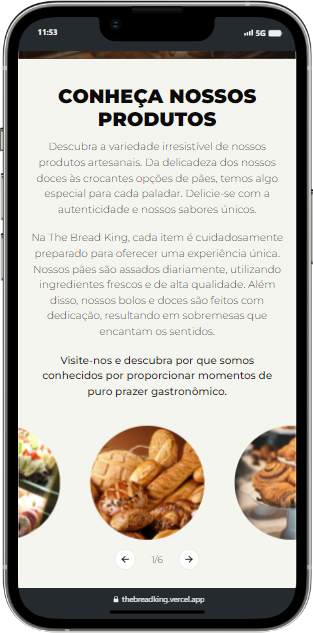 11:53
5G
CONHEÇA NOSSOS
PRODUTOS
Descubra a variedade irresistível de nossos
produtos artesanais. Da delicadeza dos nossos
doces às crocantes opções de pães, temos algo
especial para cada paladar. Delicie-se com a
autenticidade e nossos sabores únicos.
Na The Bread King, cada item é cuidadosamente
preparado para oferecer uma experiência única.
Nossos pães são assados diariamente, utilizando
ingredientes frescos e de alta qualidade. Além
disso, nossos bolos e doces são feitos com
dedicação, resultando em sobremesas que
encantam os sentidos.
Visite-nos e descubra por que somos
conhecidos por proporcionar momentos de
puro prazer gastronômico.
1/6
thebreadking.vercel.app